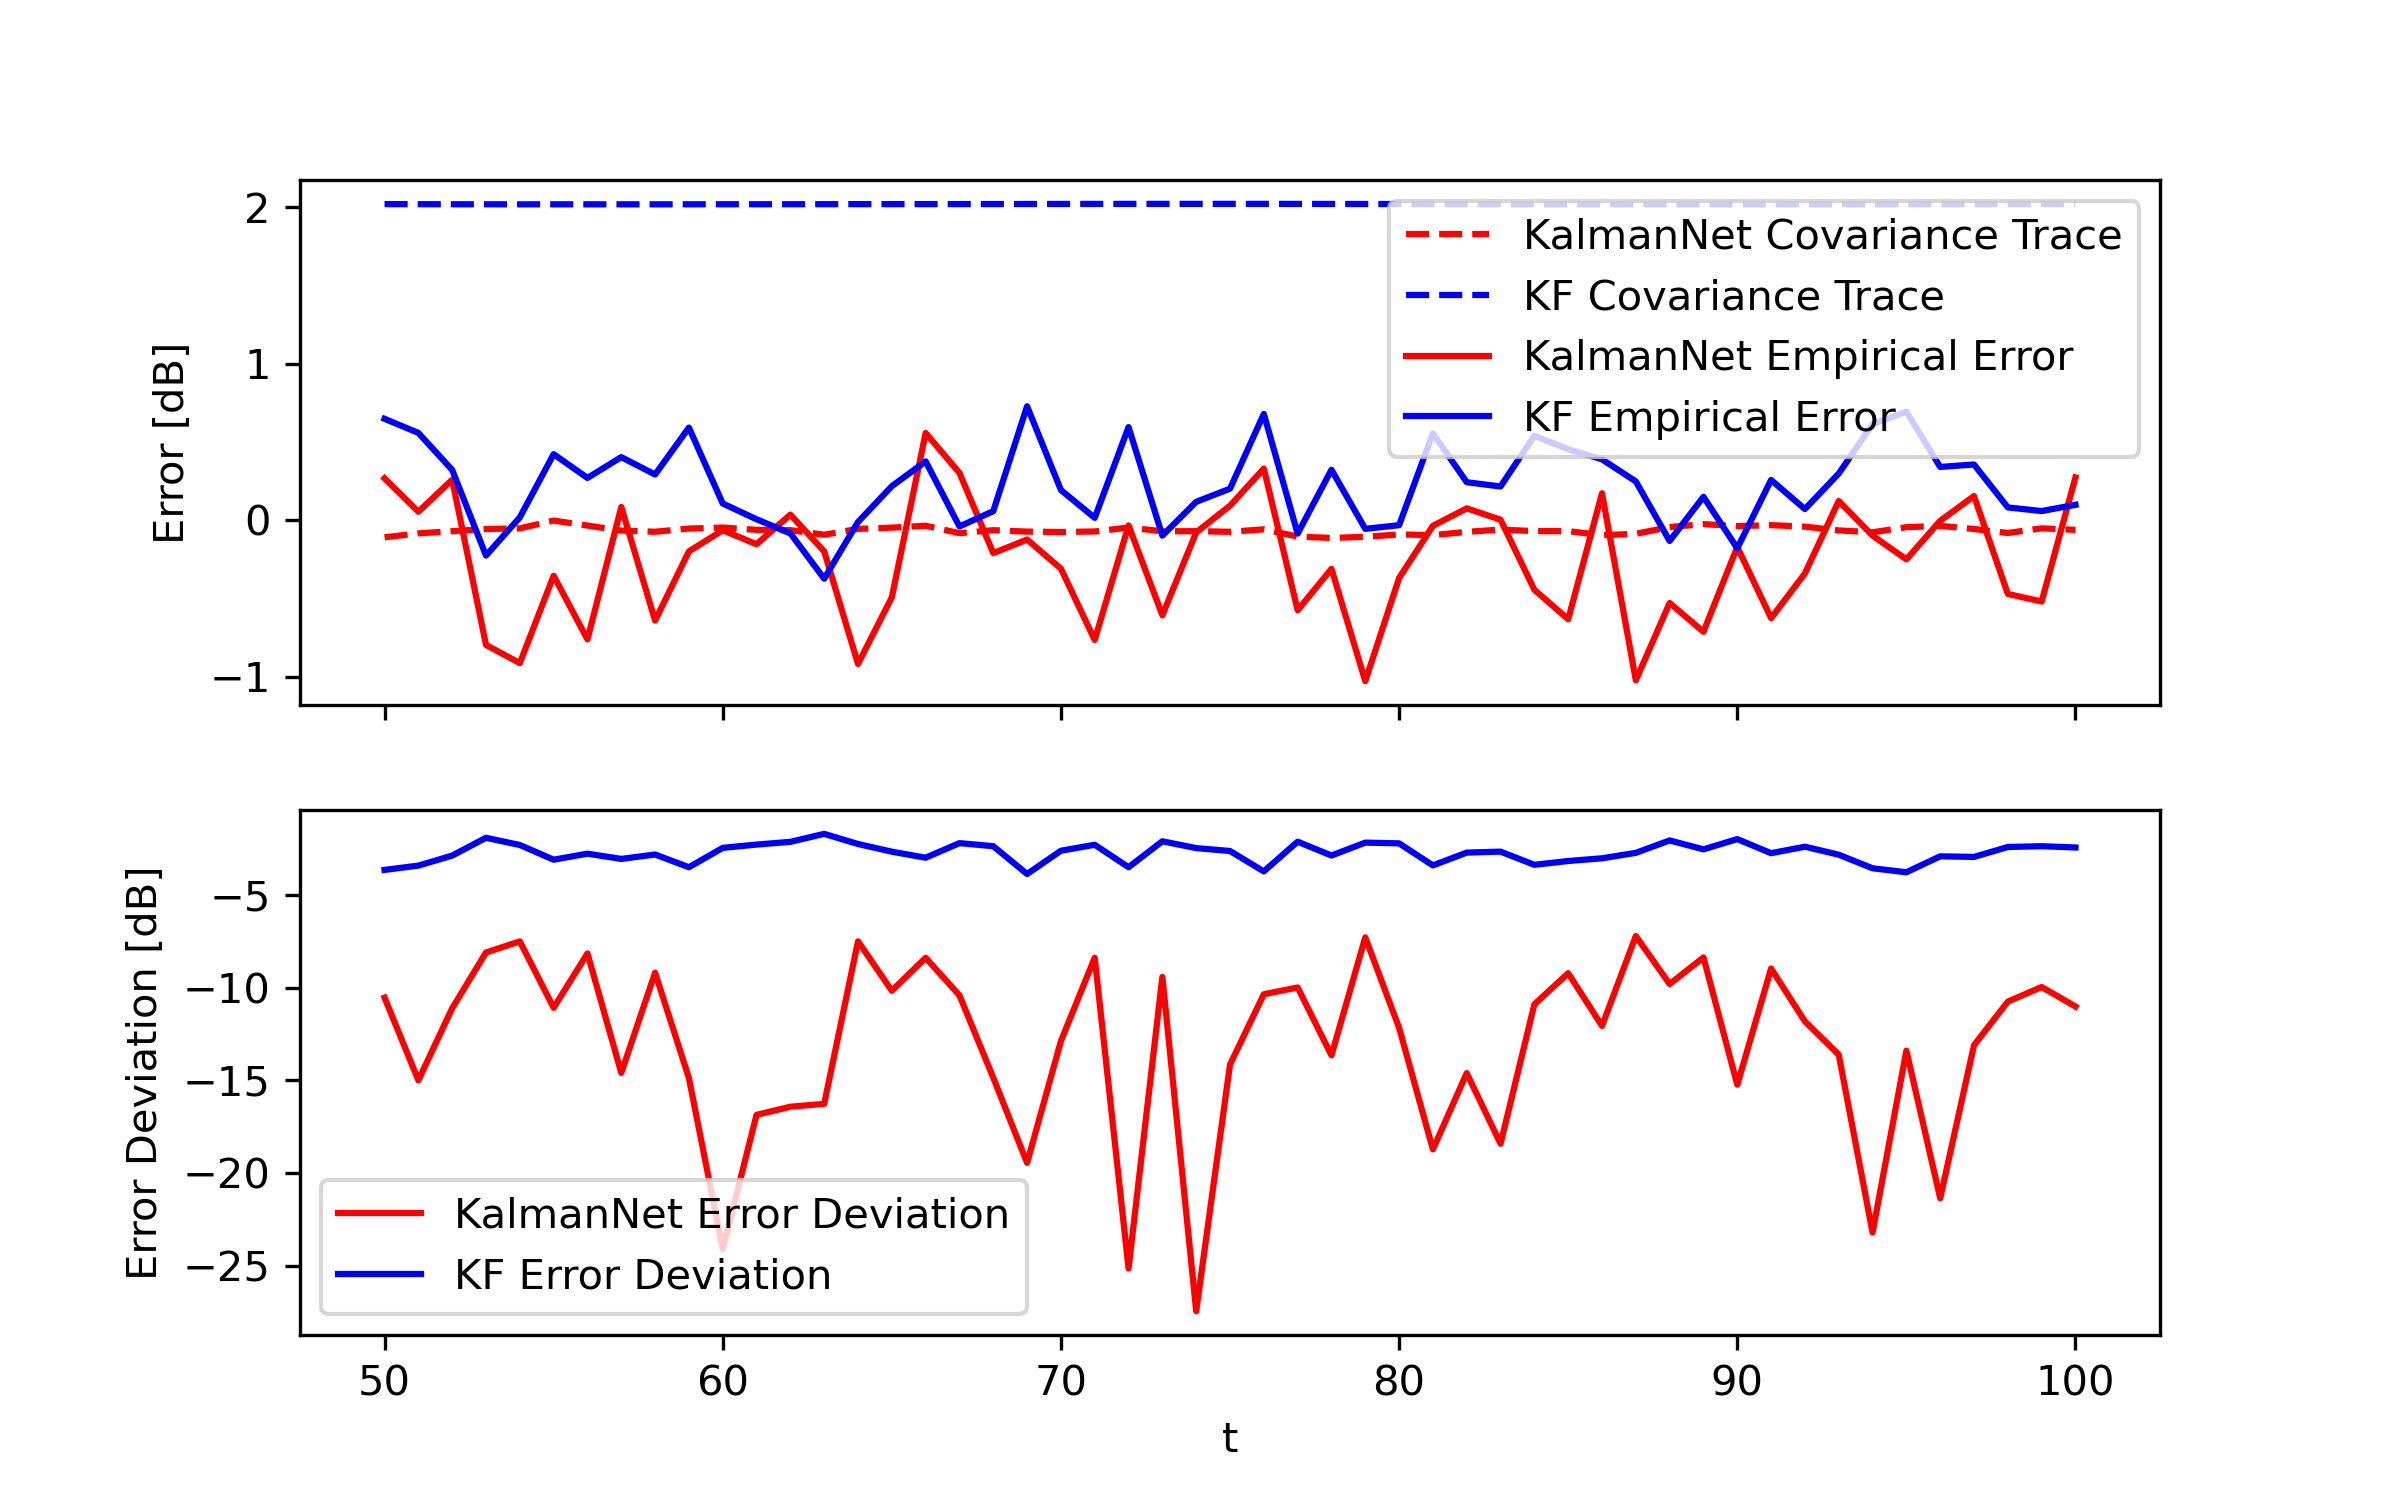 Error [dB]
2
1
0
−1
KalmanNet Covariance Trace
KF Covariance Trace
KalmanNet Empirical Error
KF Empirical Error
Error Deviation [dB]
−5
−10
−15
−20
−25
KalmanNet Error Deviation
KF Error Deviation
50 60 70 80 90 100
t